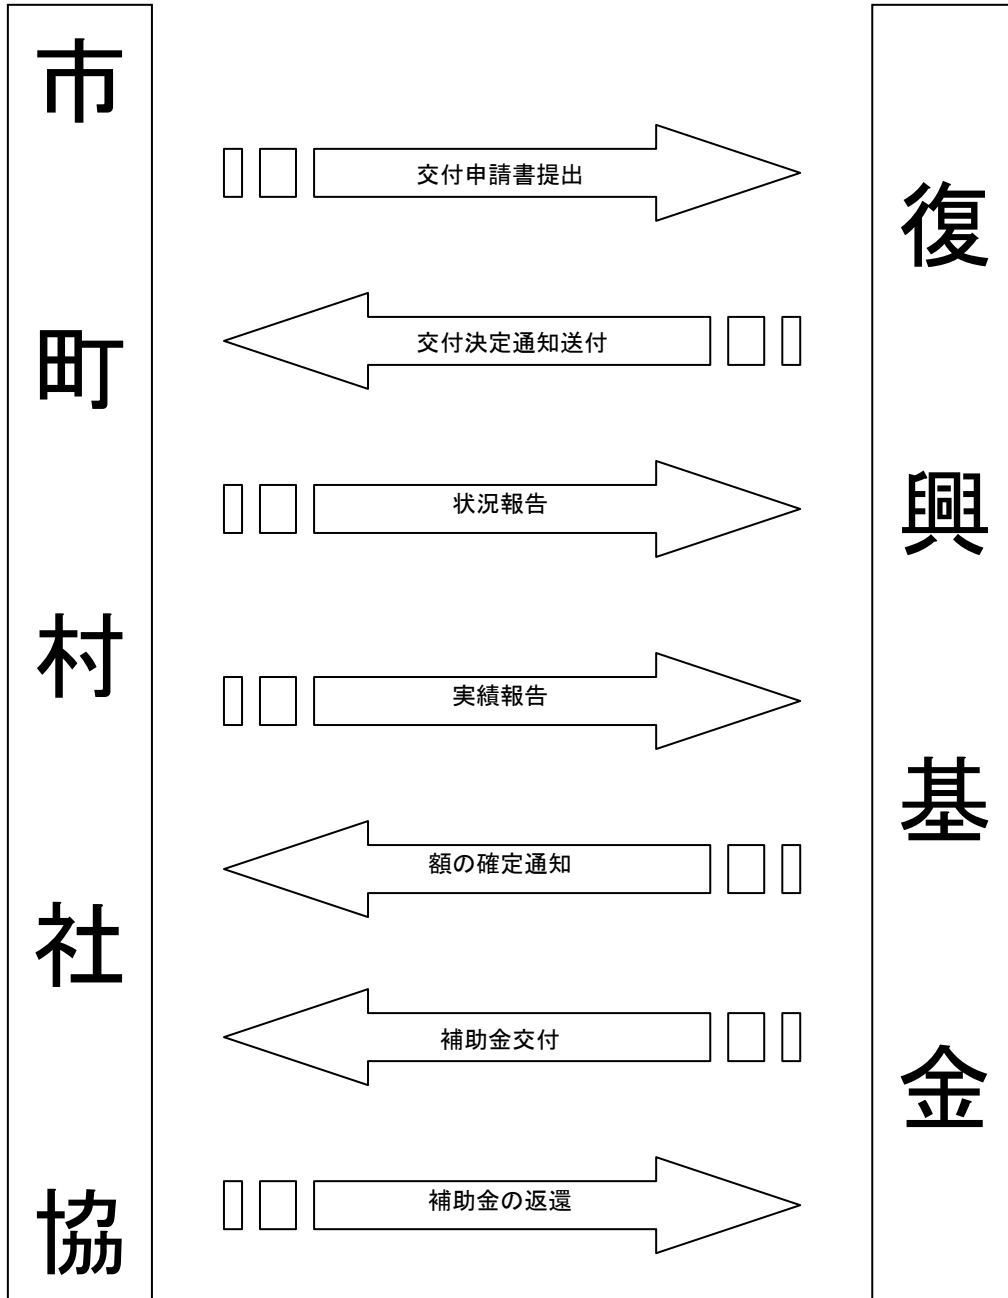 市町村社協
交付申請書提出
交付決定通知送付
状況報告
実績報告
額の確定通知
補助金交付
補助金の返還
復興基金